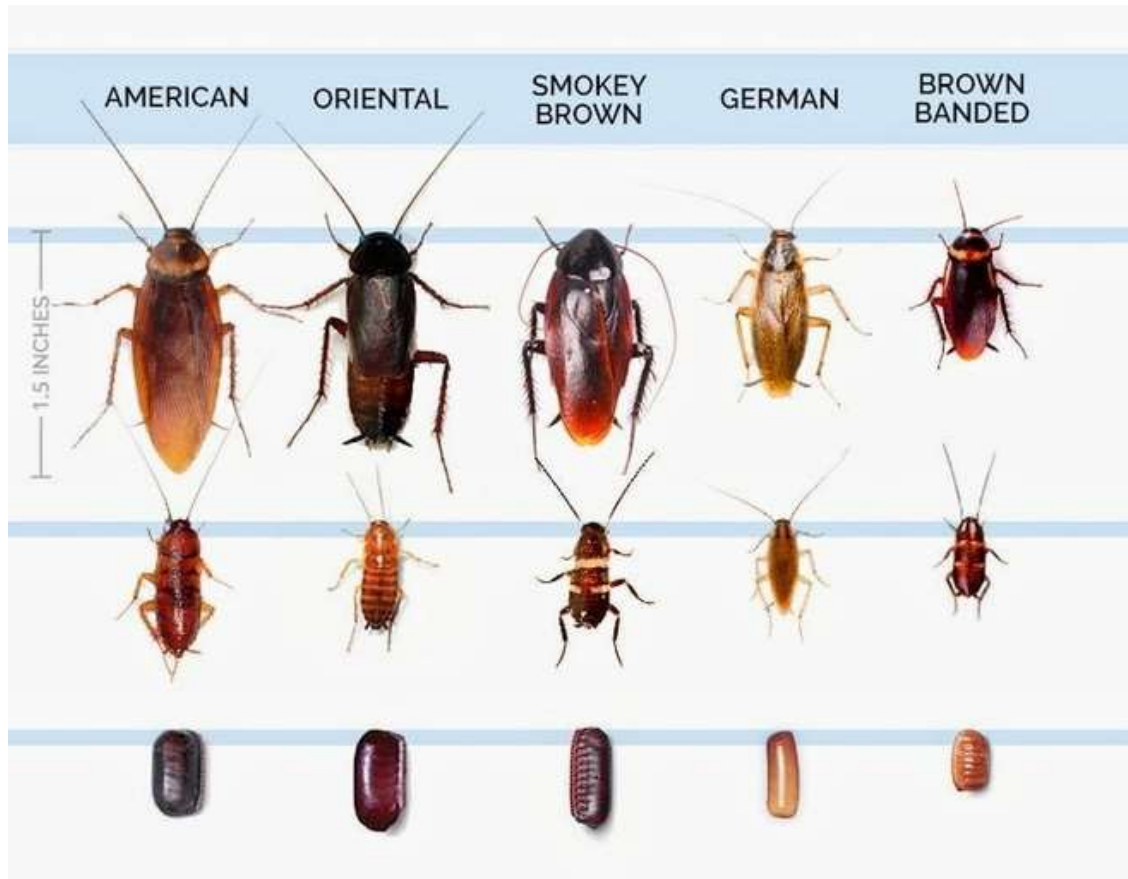 AMERICAN
ORIENTAL
SMOKEY
BROWN
GERMAN
BROWN
BANDED
1.5 INCHES